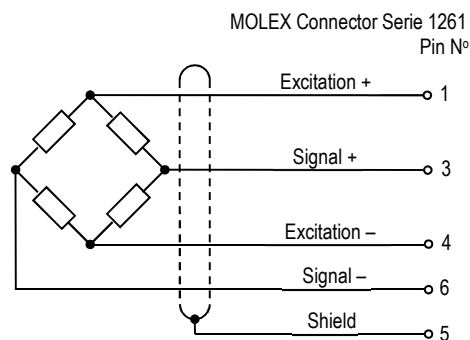 MOLEX Connector Serie 1261
Pin Nº
Excitation + 1
Signal + 3
Excitation – 4
Signal– 6
Shield 5